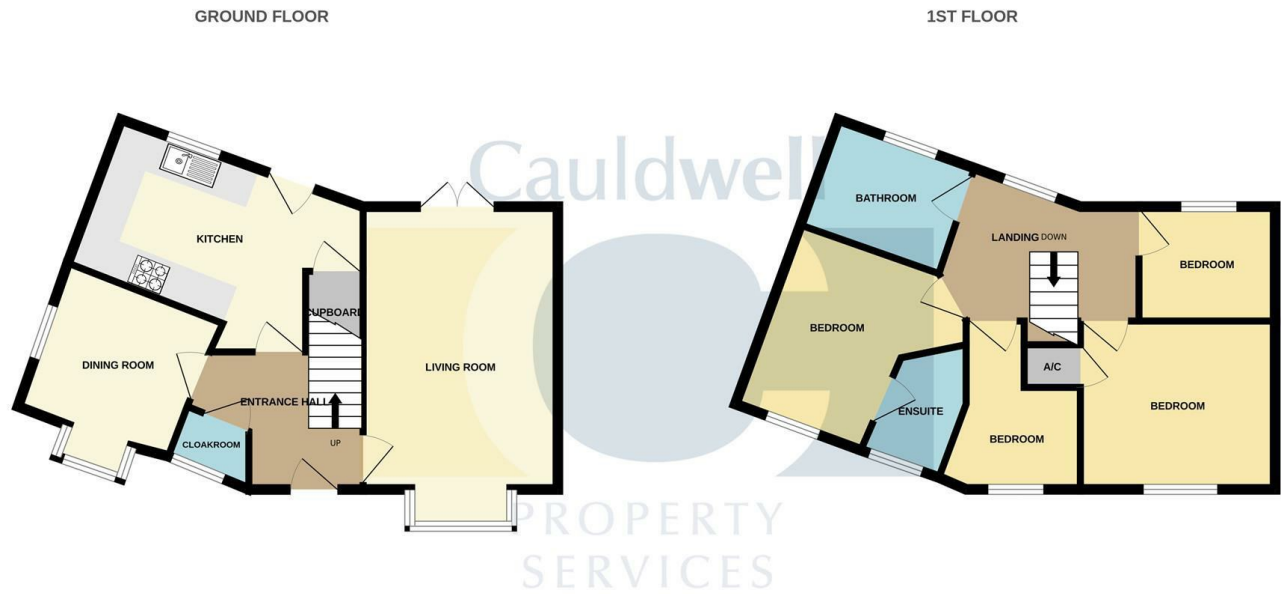 GROUND FLOOR
1ST FLOOR
Cauldwell
PROPERTY
SERVICES
KITCHEN
CUPBOARD
DINING ROOM
LIVING ROOM
ENTRANCE HALL
CLOAKROOM
UP
BATHROOM
LANDING
DOWN
BEDROOM
BEDROOM
A/C
ENSUITE
BEDROOM
BEDROOM